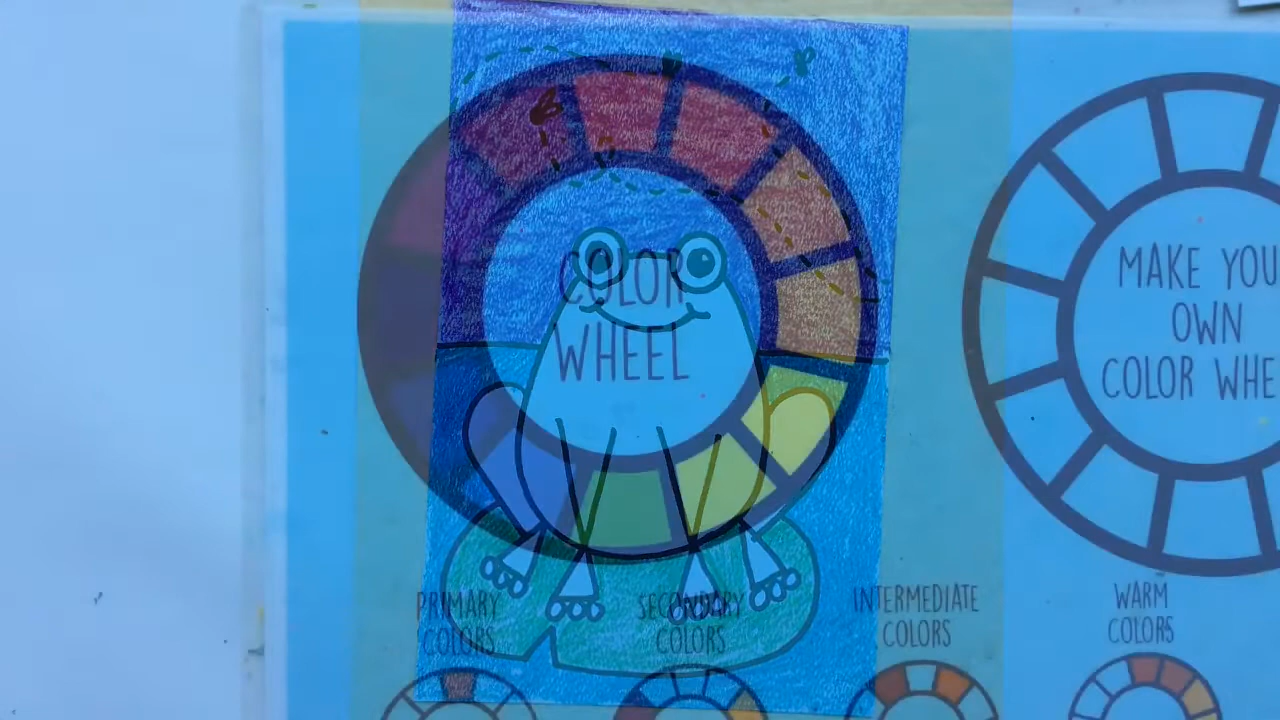 COLOR
WHEEL
MAKE YOU
OWN
COLOR WHE
PRIMARY
COLORS
SECONDARY
COLORS
INTERMEDIATE
COLORS
WARM
COLORS